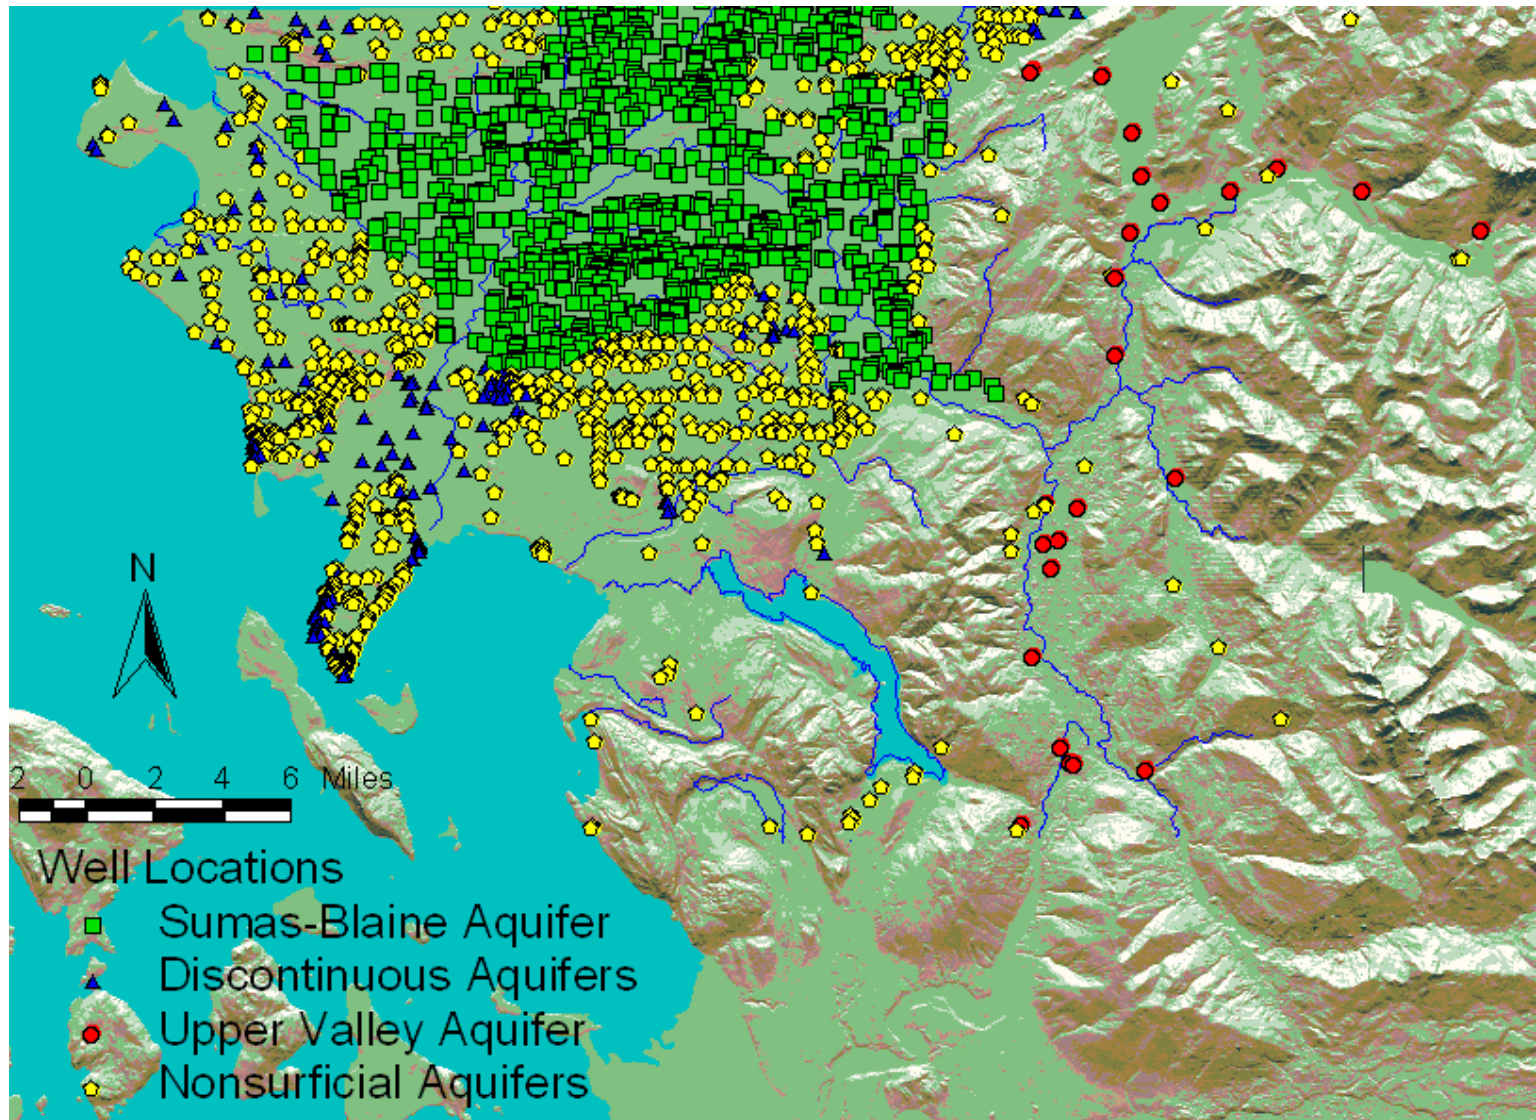 N
2 0 2 4 6 Miles
Well Locations
Sumas-Blaine Aquifer
Discontinuous Aquifers
Upper Valley Aquifer
Nonsurficial Aquifers